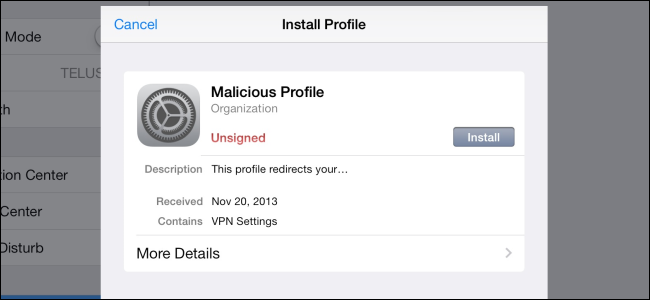 Cancel
Install Profile
Mode
TELUS
th
tion Center
Center
Disturb
Malicious Profile
Organization
Unsigned
Install
Description This profile redirects your…
Received Nov 20, 2013
Contains VPN Settings
More Details